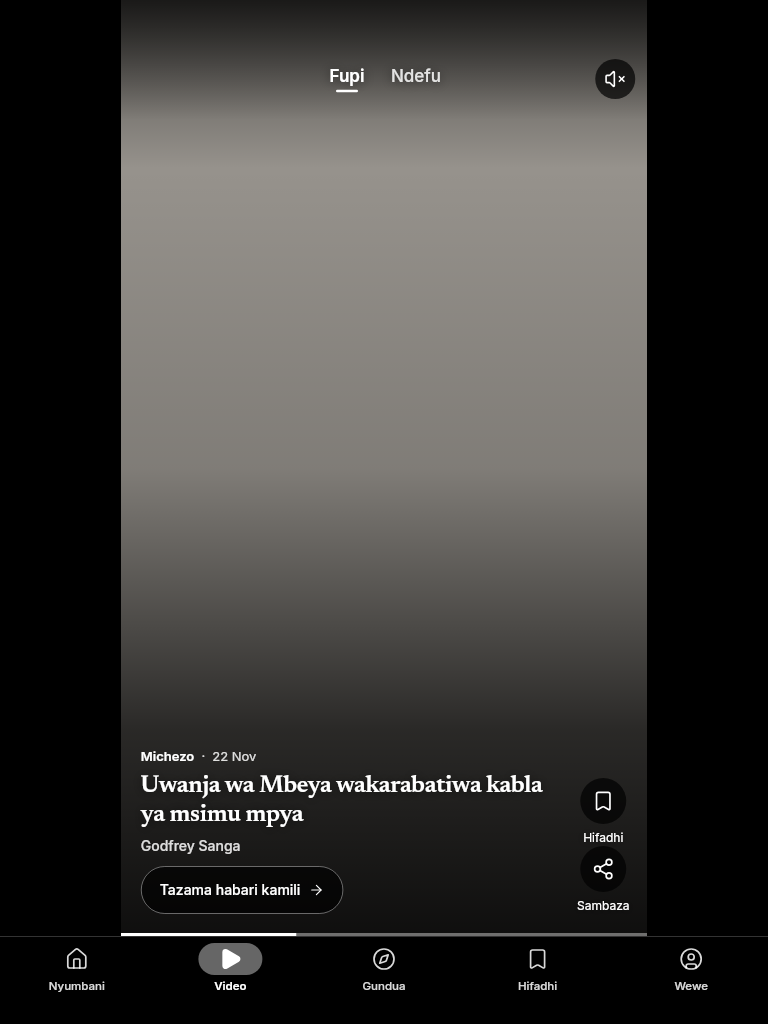 Fupi Ndefu
Michezo · 22 Nov
Uwanja wa Mbeya wakarabatiwa kabla
ya msimu mpya
Godfrey Sanga
Tazama habari kamili
Hifadhi
Sambaza
Nyumbani Video Gundua Hifadhi Wewe